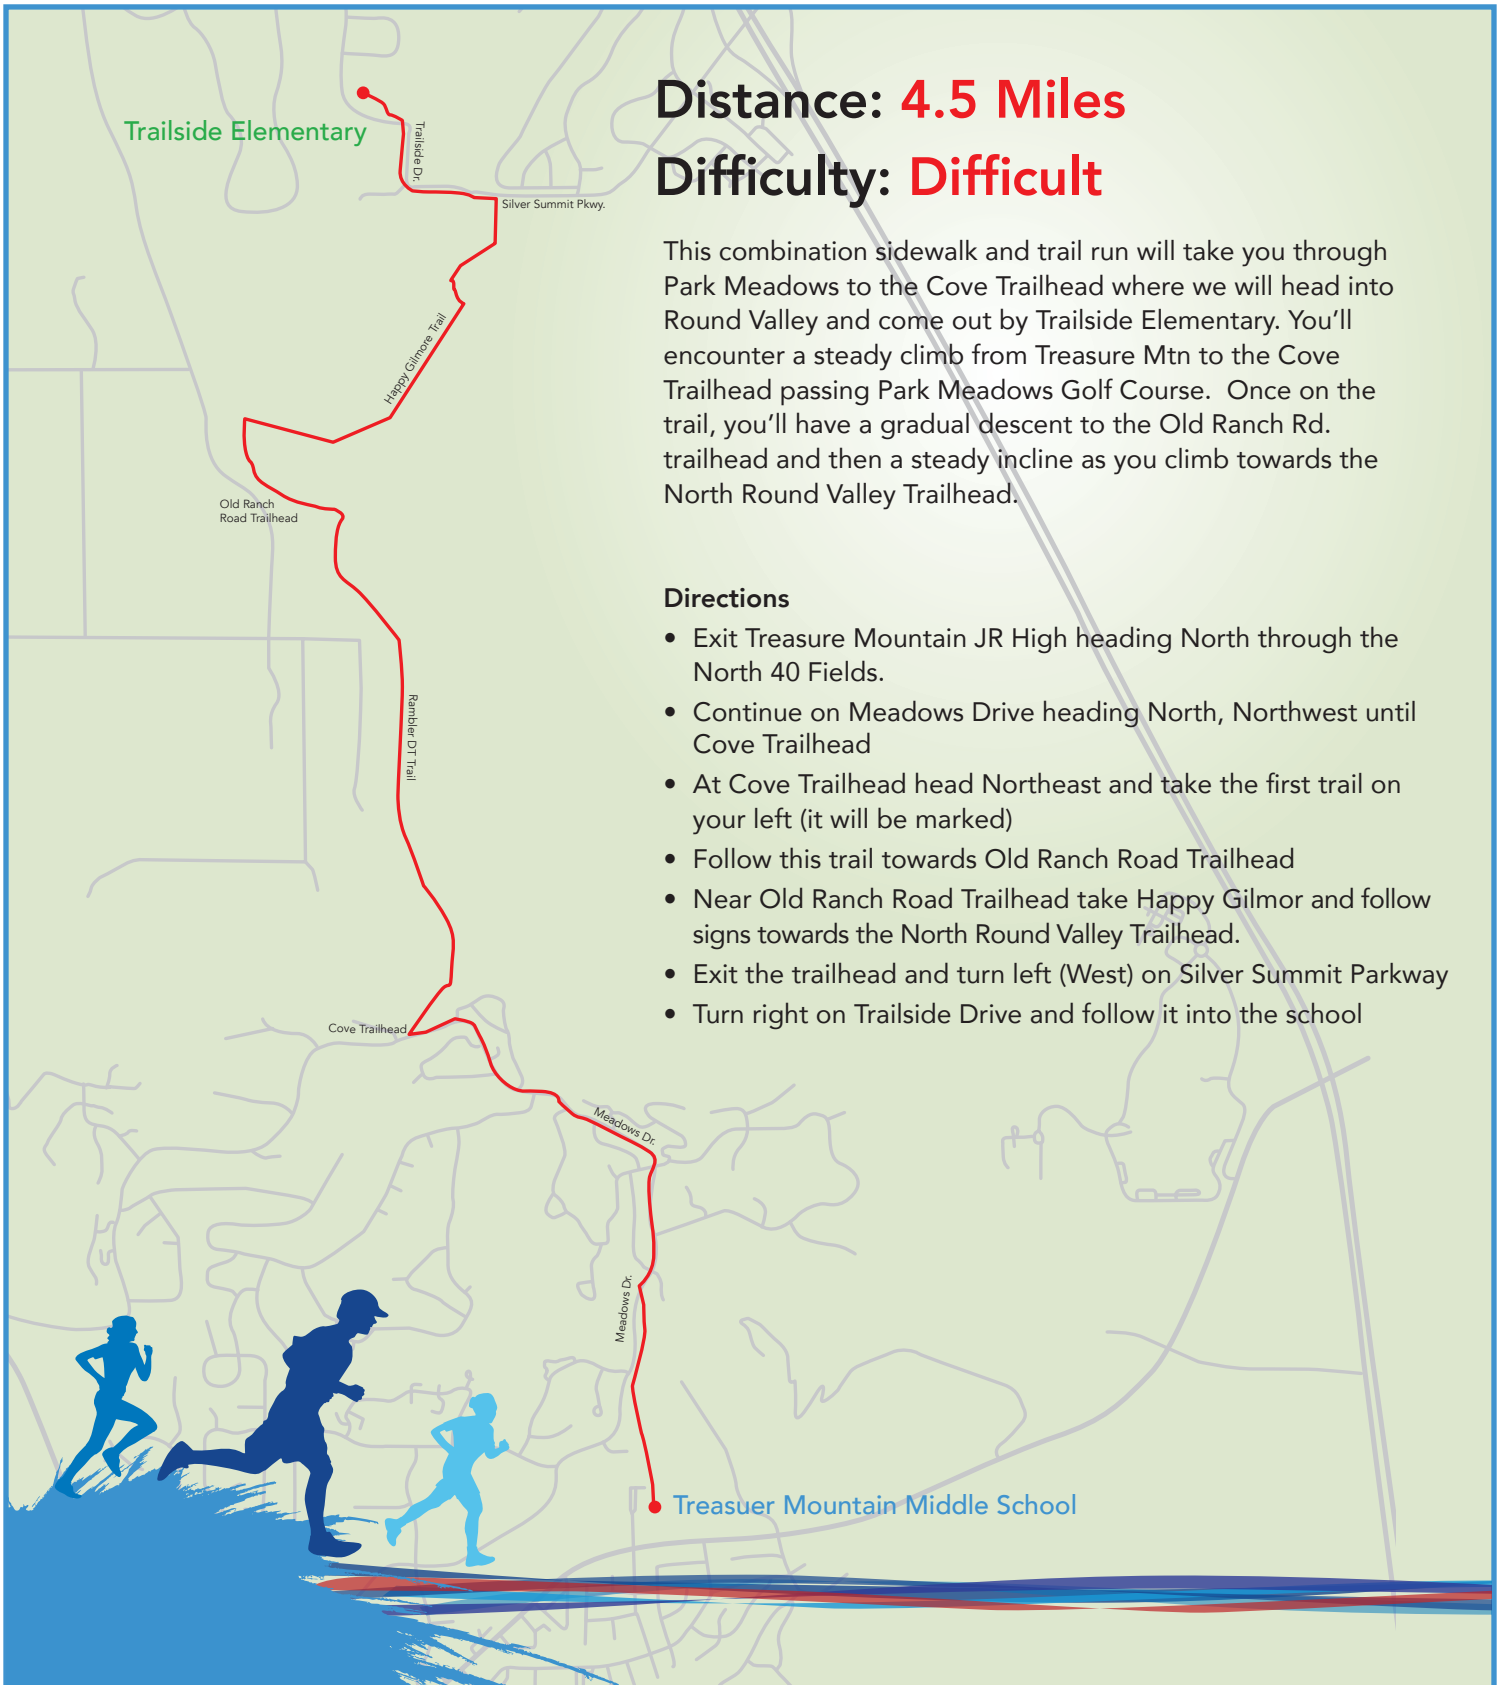 Distance: 4.5 Miles
Difficulty: Difficult
This combination sidewalk and trail run will take you through
Park Meadows to the Cove Trailhead where we will head into
Round Valley and come out by Trailside Elementary. You’ll
encounter a steady climb from Treasure Mtn to the Cove
Trailhead passing Park Meadows Golf Course.  Once on the
trail, you’ll have a gradual descent to the Old Ranch Rd.
trailhead and then a steady incline as you climb towards the
North Round Valley Trailhead.
Directions
• Exit Treasure Mountain JR High heading North through the
North 40 Fields.
• Continue on Meadows Drive heading North, Northwest until
Cove Trailhead
• At Cove Trailhead head Northeast and take the first trail on
your left (it will be marked)
• Follow this trail towards Old Ranch Road Trailhead
• Near Old Ranch Road Trailhead take Happy Gilmor and follow
signs towards the North Round Valley Trailhead.
• Exit the trailhead and turn left (West) on Silver Summit Parkway
• Turn right on Trailside Drive and follow it into the school
Trailside Elementary
Trailside Dr.
Silver Summit Pkwy.
Happy Gilmore Trail
Old Ranch
Road Trailhead
Rambler DT Trail
Cove Trailhead
Meadows Dr.
Meadows Dr.
Treasuer Mountain Middle School